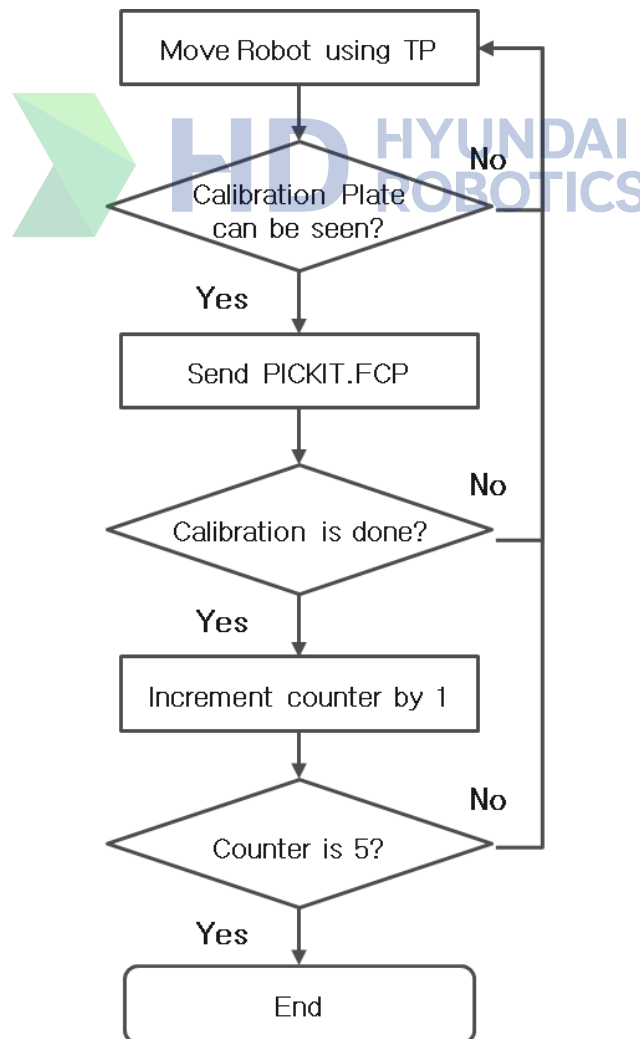 Move Robot using TP
HD HYUNDAI
ROBOTICS
No
Calibration Plate
can be seen?
Yes
Send PICKIT.FCP
No
Calibration is done?
Yes
Increment counter by 1
No
Counter is 5?
Yes
End